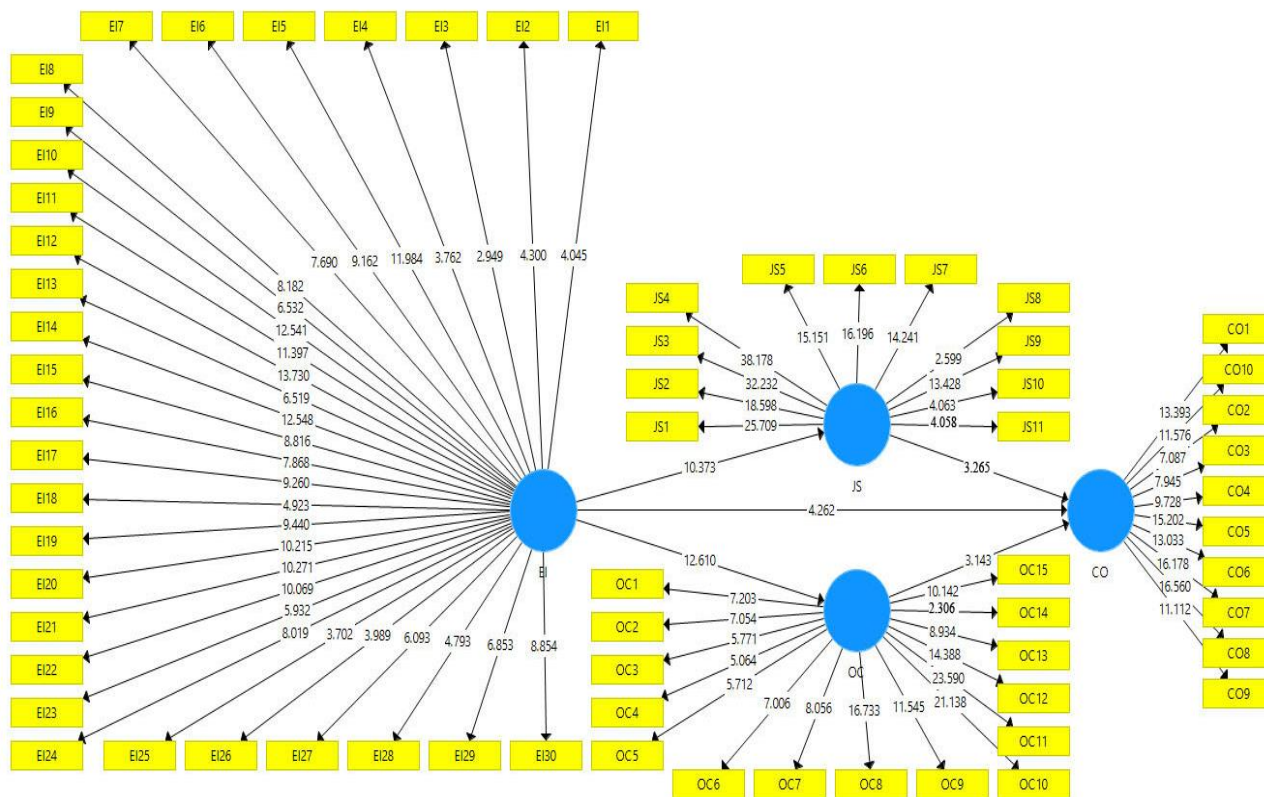 EI7 EI6 EI5 EI4 EI3 EI2 EI1
EI8
EI9
EI10
EI11
EI12
EI13
EI14
EI15
EI16
EI17
EI18
EI19
EI20
EI21
EI22
EI23
EI24
EI25 EI26 EI27 EI28 EI29 EI30
7.690 9.162 11.984 3.762 2.949 4.300 4.045
8.182
6.532
12.541
11.397
13.730
6.519
12.548
8.816
7.868
9.260
4.923
9.440
10.215
10.271
10.069
5.932
8.019 3.702 3.989 6.093 4.793 6.853 8.854
EI
10.373
4.262
12.610
JS5 JS6 JS7
JS4
JS3
JS2
JS1
JS8
JS9
JS10
JS11
15.151 16.196 14.241
38.178
32.232
18.598
25.709
2.599
13.428
4.063
4.058
JS
3.265
3.143
OC1
OC2
OC3
OC4
OC5
OC6 OC7 OC8 OC9 OC10
OC15
OC14
OC13
OC12
OC11
7.203
7.054
5.771
5.064
5.712
7.006 8.056 16.733 11.545
10.142
2.306
8.934
14.388
23.590
21.138
OC
CO1
CO10
CO2
CO3
CO4
CO5
CO6
CO7
CO8
CO9
13.393
11.576
7.087
7.945
9.728
15.202
13.033
16.178
16.560
11.112
CO